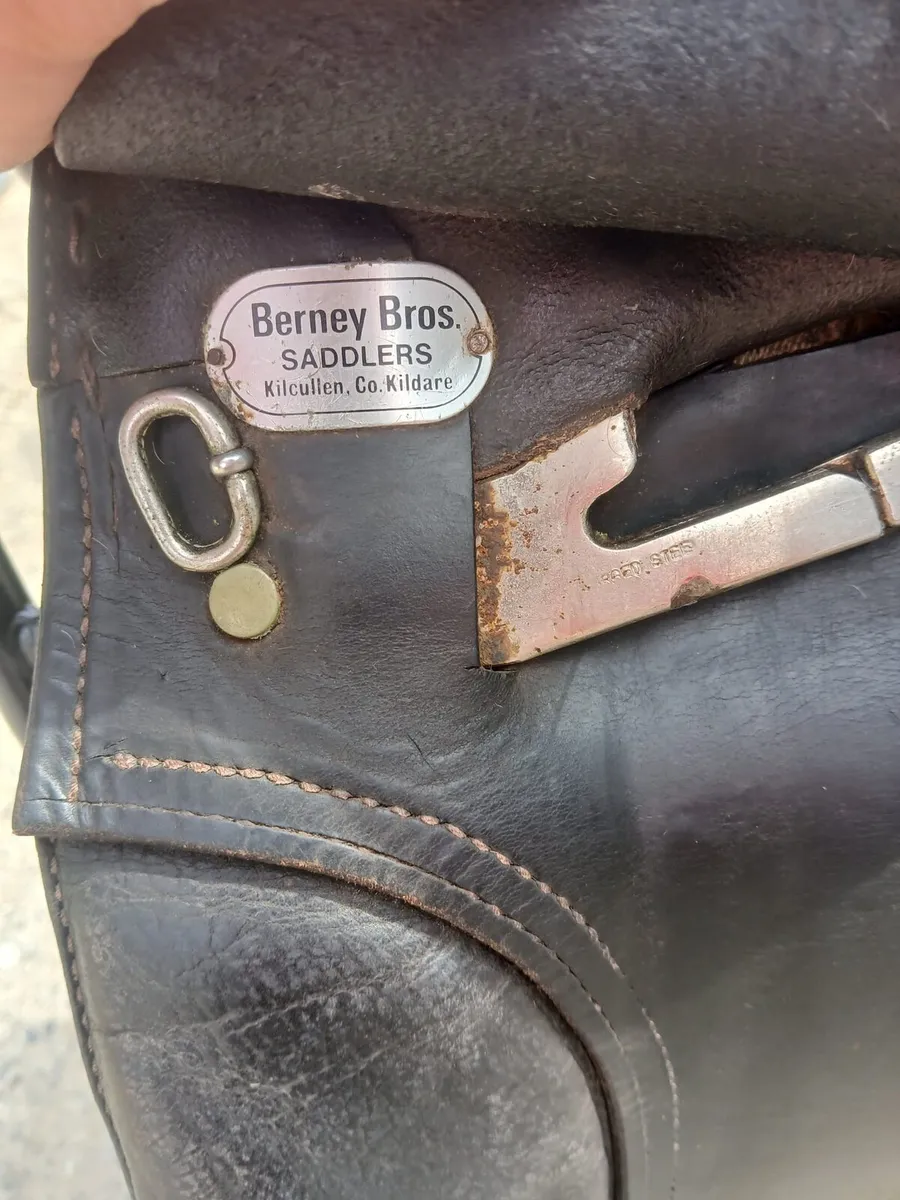 Berney Bros.
SADDLERS
Kilcullen, Co. Kildare